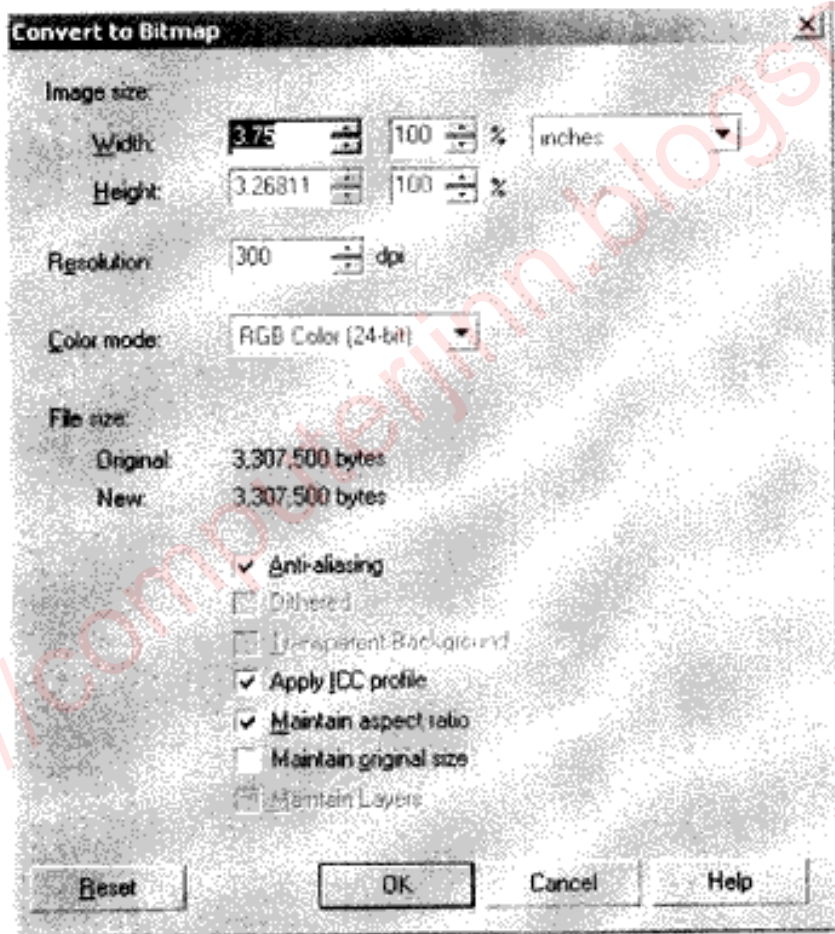 Convert to Bitmap
Image size:
Width: 3.75 100 % inches
Height: 3.26811 100 %
Resolution: 300 dpi
Color mode: RGB Color (24-bit)
File size:
Original: 3,307,500 bytes
New: 3,307,500 bytes
Anti-aliasing
Dithered
Transparent Background
Apply ICC profile
Maintain aspect ratio
Maintain original size
Maintain Layers
Reset OK Cancel Help
//computerjinn.blogs